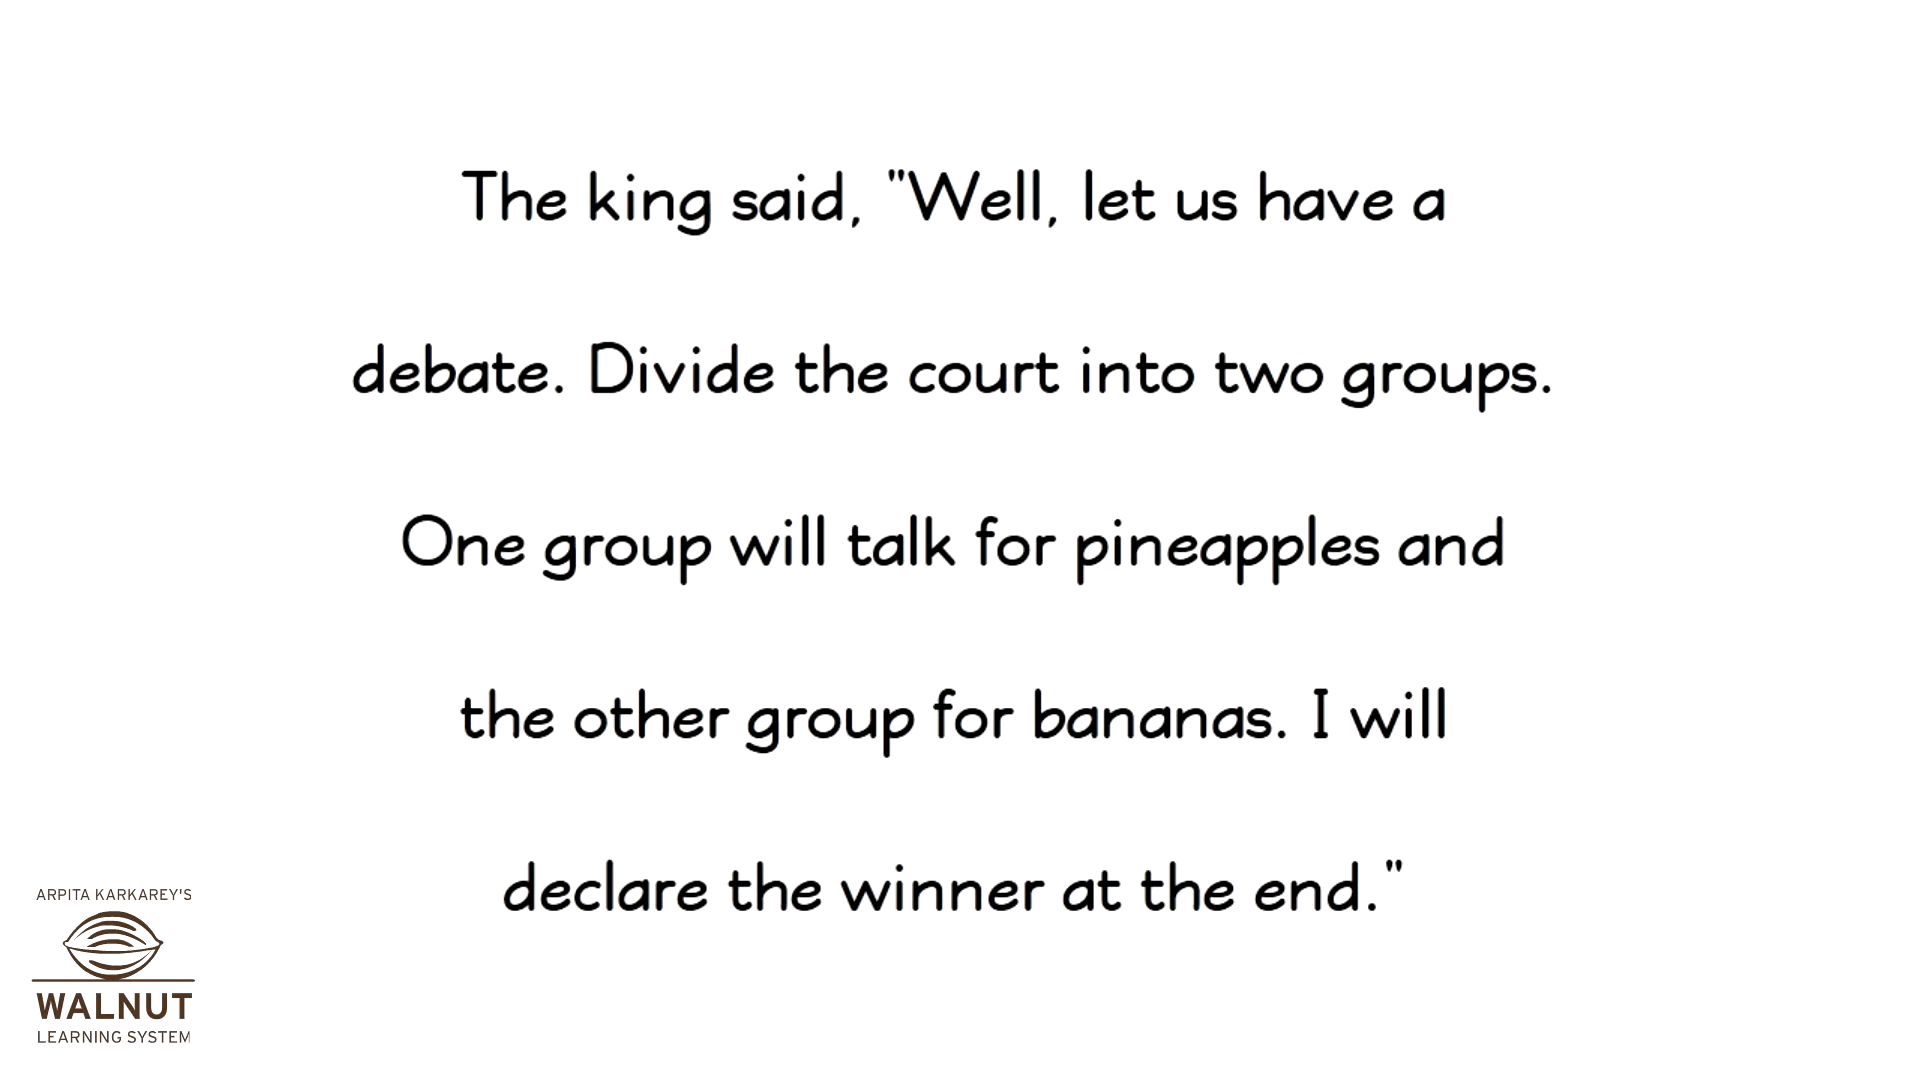 The king said, "Well, let us have a
debate. Divide the court into two groups.
One group will talk for pineapples and
the other group for bananas. I will
declare the winner at the end."
ARPITA KARKAREY'S
WALNUT
LEARNING SYSTEM